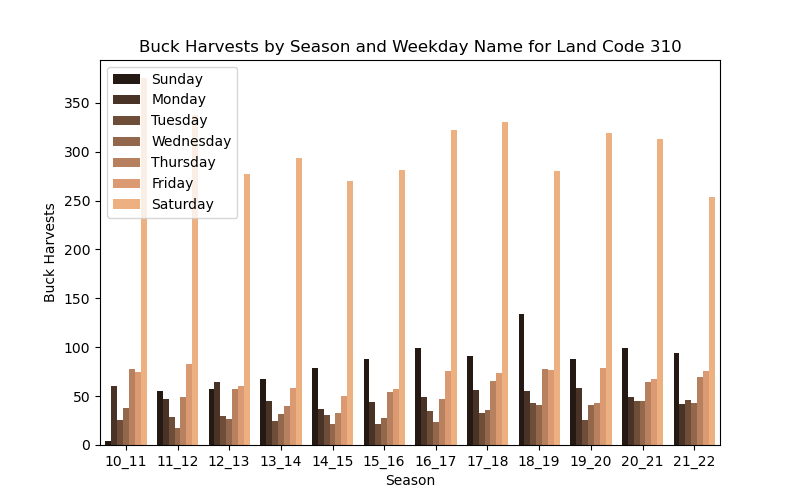 Buck Harvests by Season and Weekday Name for Land Code 310
Sunday
Monday
Tuesday
Wednesday
Thursday
Friday
Saturday
350
300
250
200
150
100
50
0
Buck Harvests
10_11 11_12 12_13 13_14 14_15 15_16 16_17 17_18 18_19 19_20 20_21 21_22
Season